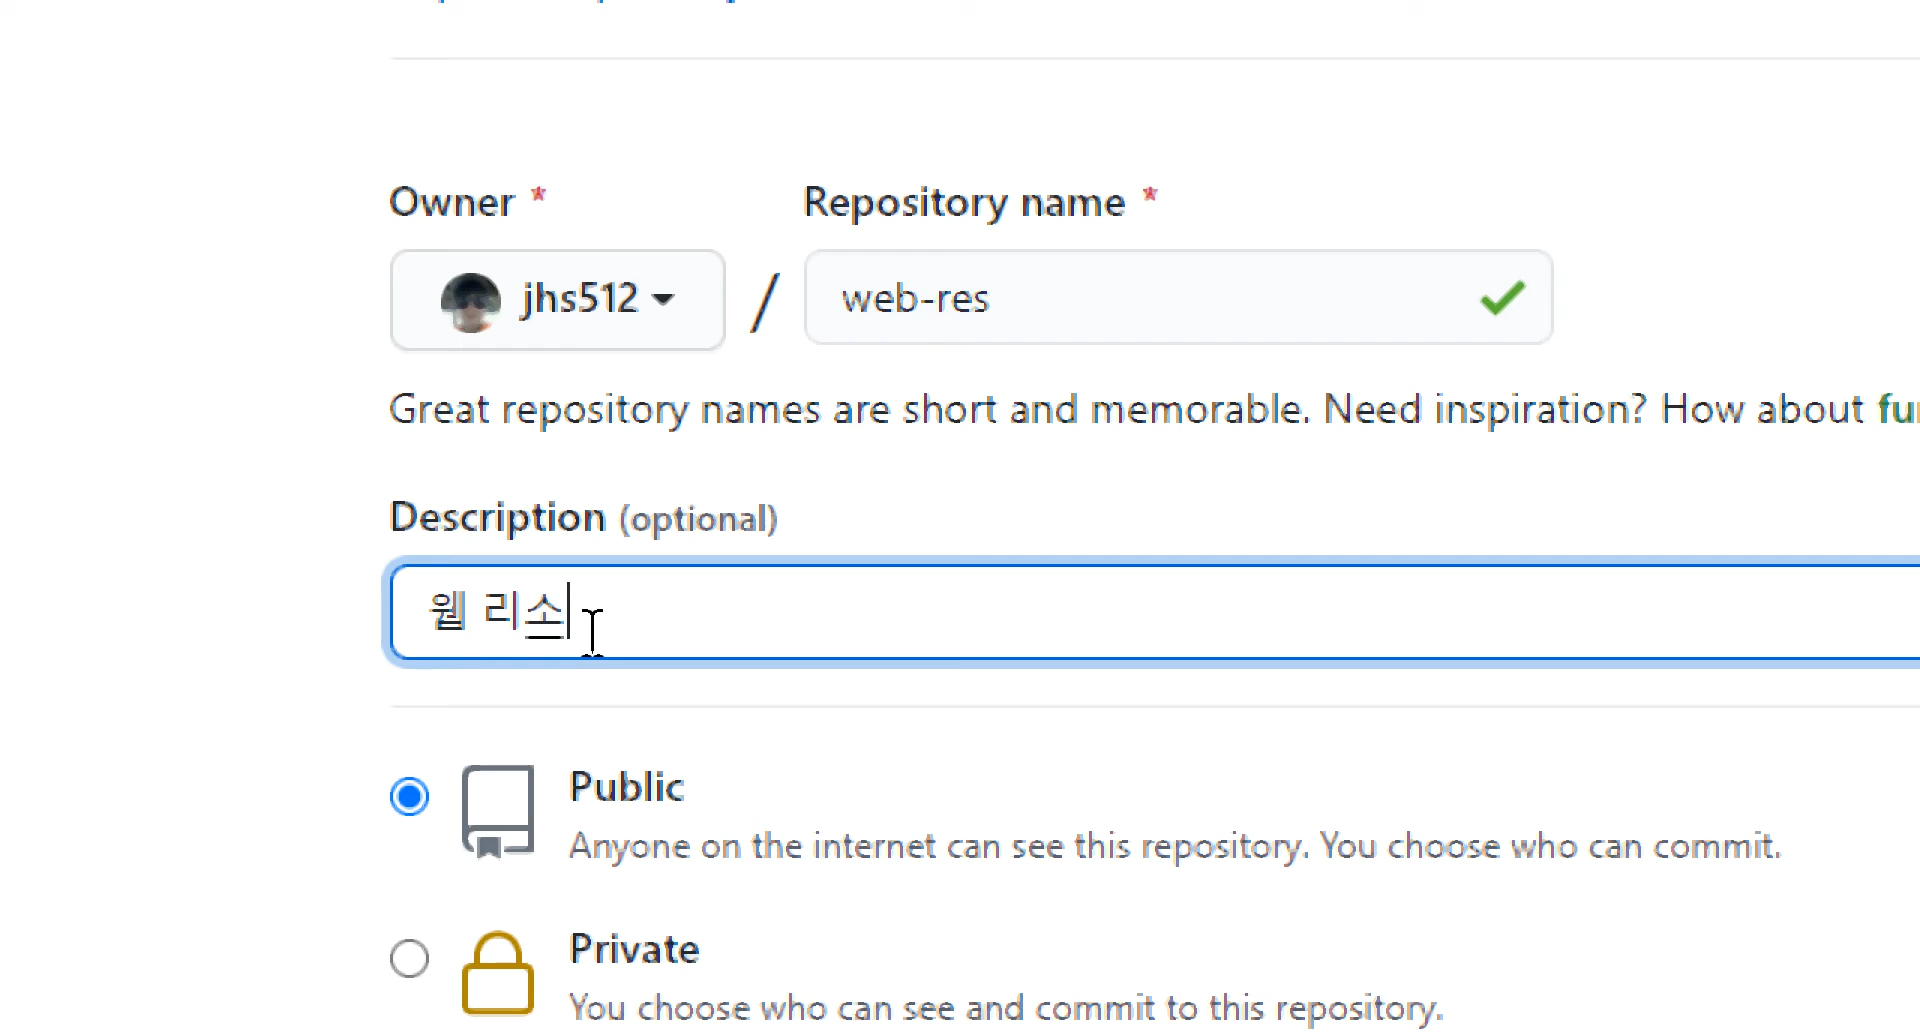 Owner * Repository name *
jhs512 / web-res
Great repository names are short and memorable. Need inspiration? How about
Description (optional)
웹 리소
Public
Anyone on the internet can see this repository. You choose who can commit.
Private
You choose who can see and commit to this repository.